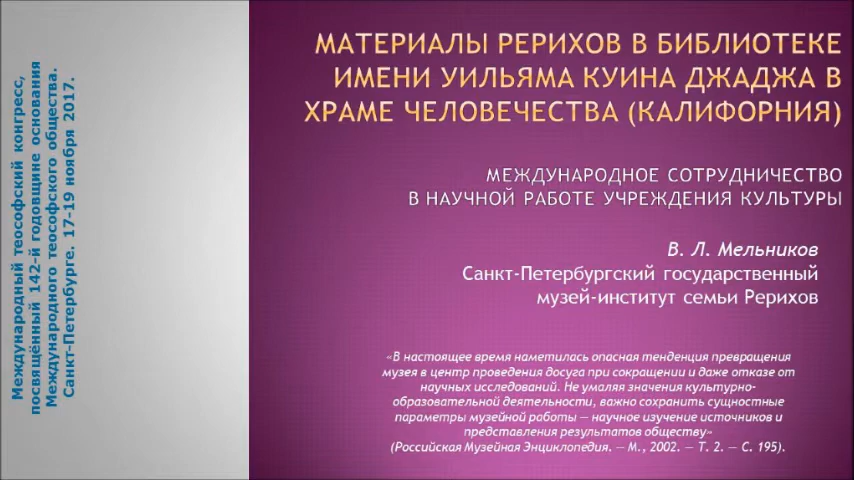 Международный теософский конгресс,
посвящённый 142-й годовщине основания
Международного теософского общества.
Санкт-Петербурге. 17-19 ноября 2017.
МАТЕРИАЛЫ РЕРИХОВ В БИБЛИОТЕКЕ
ИМЕНИ УИЛЬЯМА КУИНА ДЖАДЖА В
ХРАМЕ ЧЕЛОВЕЧЕСТВА (КАЛИФОРНИЯ)
МЕЖДУНАРОДНОЕ СОТРУДНИЧЕСТВО
В НАУЧНОЙ РАБОТЕ УЧРЕЖДЕНИЯ КУЛЬТУРЫ
В. Л. Мельников
Санкт-Петербургский государственный
музей-институт семьи Рерихов
«В настоящее время наметилась опасная тенденция превращения
музея в центр проведения досуга при сокращении и даже отказе от
научных исследований. Не умаляя значения культурно-
образовательной деятельности, важно сохранить сущностные
параметры музейной работы — научное изучение источников и
представления результатов обществу»
(Российская Музейная Энциклопедия. — М., 2002. — Т. 2. — С. 195).